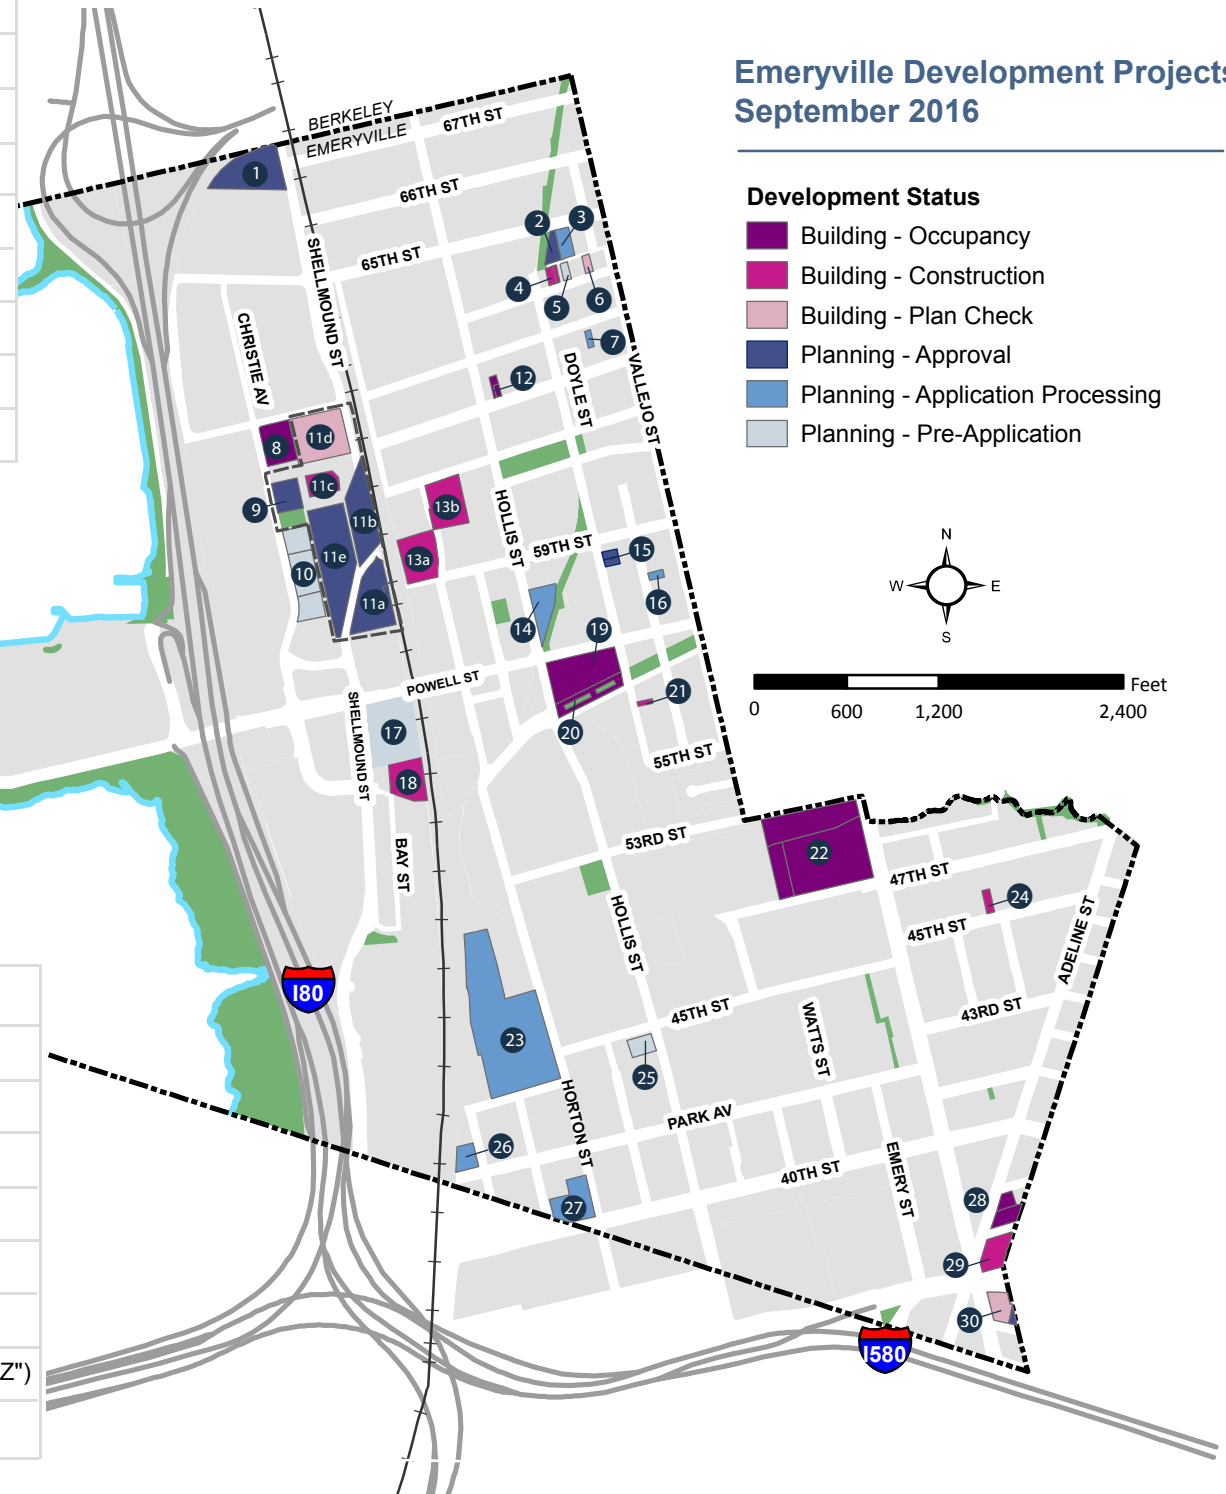 Emeryville Development Projects
September 2016
Development Status
Building - Occupancy
Building - Construction
Building - Plan Check
Planning - Approval
Planning - Application Processing
Planning - Pre-Application
N
W
E
S
Feet
0
600
1,200
2,400
BERKELEY
EMERYVILLE
67TH ST
1
66TH ST
2
3
65TH ST
SHELLMOUND ST
4
5
6
CHRISTIE AV
7
DOYLE ST
VALLEJO ST
12
8
11d
11c
9
13b
11b
HOLLIS ST
59TH ST
15
11e
13a
10
11a
16
14
19
POWELL ST
SHELLMOUND ST
21
17
20
55TH ST
18
53RD ST
BAY ST
22
47TH ST
24
HOLLIS ST
45TH ST
ADELINE ST
I80
45TH ST
43RD ST
WATTS ST
23
25
HORTON ST
PARK AV
26
40TH ST
EMERY ST
27
28
29
30
I580
Z")